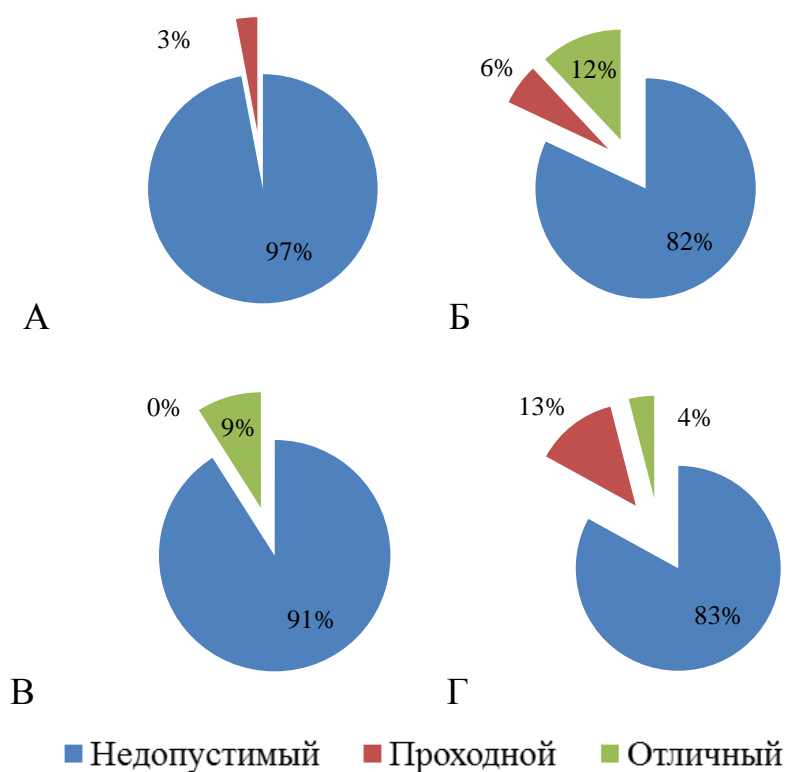 3%
97%
А
6%
12%
82%
Б
0%
9%
91%
В
13%
4%
83%
Г
Недопустимый Проходной Отличный